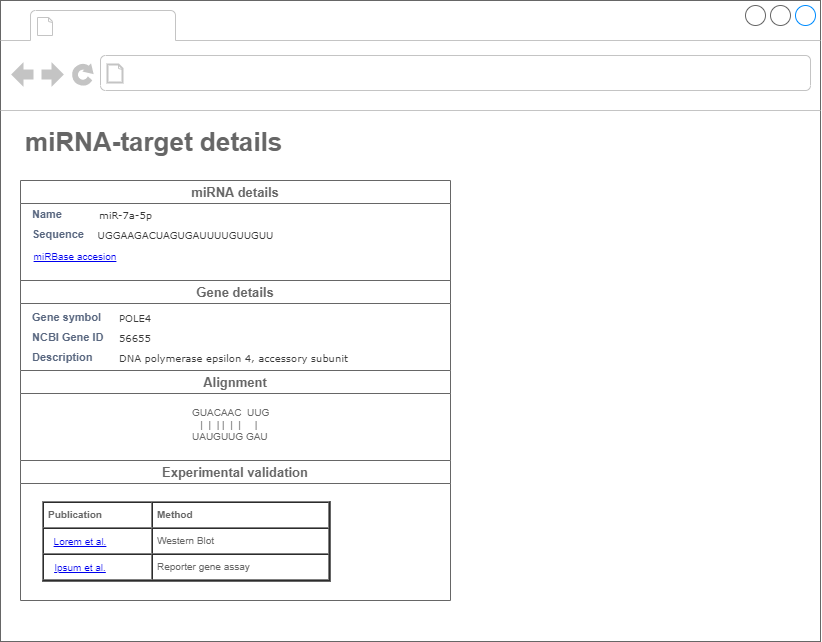 miRNA-target details
miRNA details
Name miR-7a-5p
Sequence UGGAAGACUAGUGAUUUUGUUGUU
miRBase accesion
Gene details
Gene symbol POLE4
NCBI Gene ID 56655
Description DNA polymerase epsilon 4, accessory subunit
Alignment
GUACAAC UUG
| | | | | | |
UAUGUUG GAU
Experimental validation
Publication Method
Lorem et al. Western Blot
Ipsum et al. Reporter gene assay